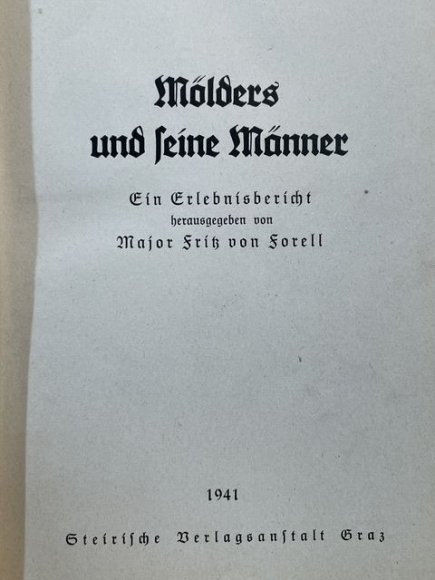 Mölders
und seine Männer
Ein Erlebnisbericht
herausgegeben von
Major Fritz von Forell
1941
Steirische Verlagsanstalt Graz